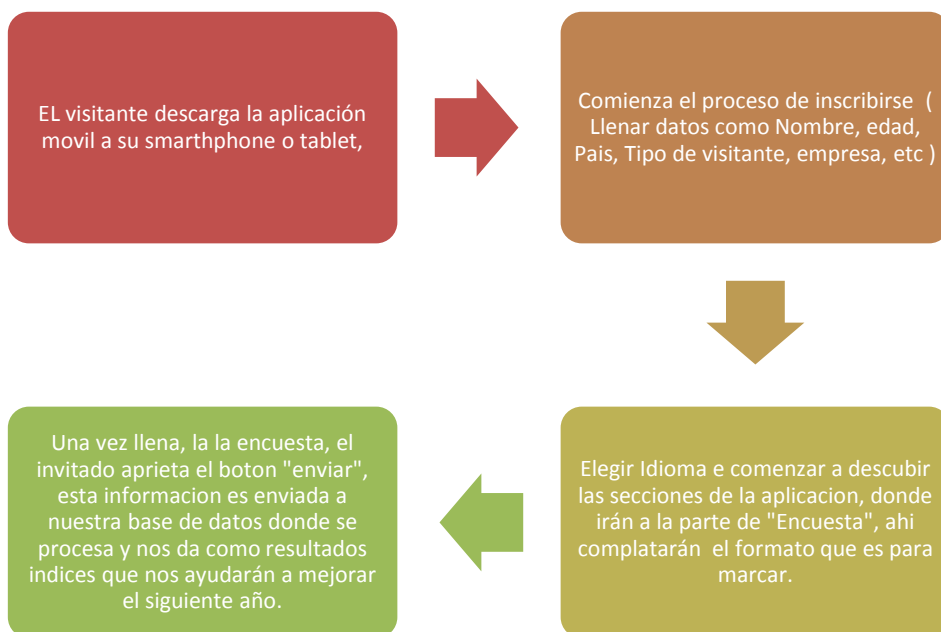 EL visitante descarga la aplicación
movil a su smarthphone o tablet,
Comienza el proceso de inscribirse (
Llenar datos como Nombre, edad,
Pais, Tipo de visitante, empresa, etc )
Elegir Idioma e comenzar a descubir
las secciones de la aplicacion, donde
irán a la parte de "Encuesta", ahi
complatarán el formato que es para
marcar.
Una vez llena, la la encuesta, el
invitado aprieta el boton "enviar",
esta informacion es enviada a
nuestra base de datos donde se
procesa y nos da como resultados
indices que nos ayudarán a mejorar
el siguiente año.